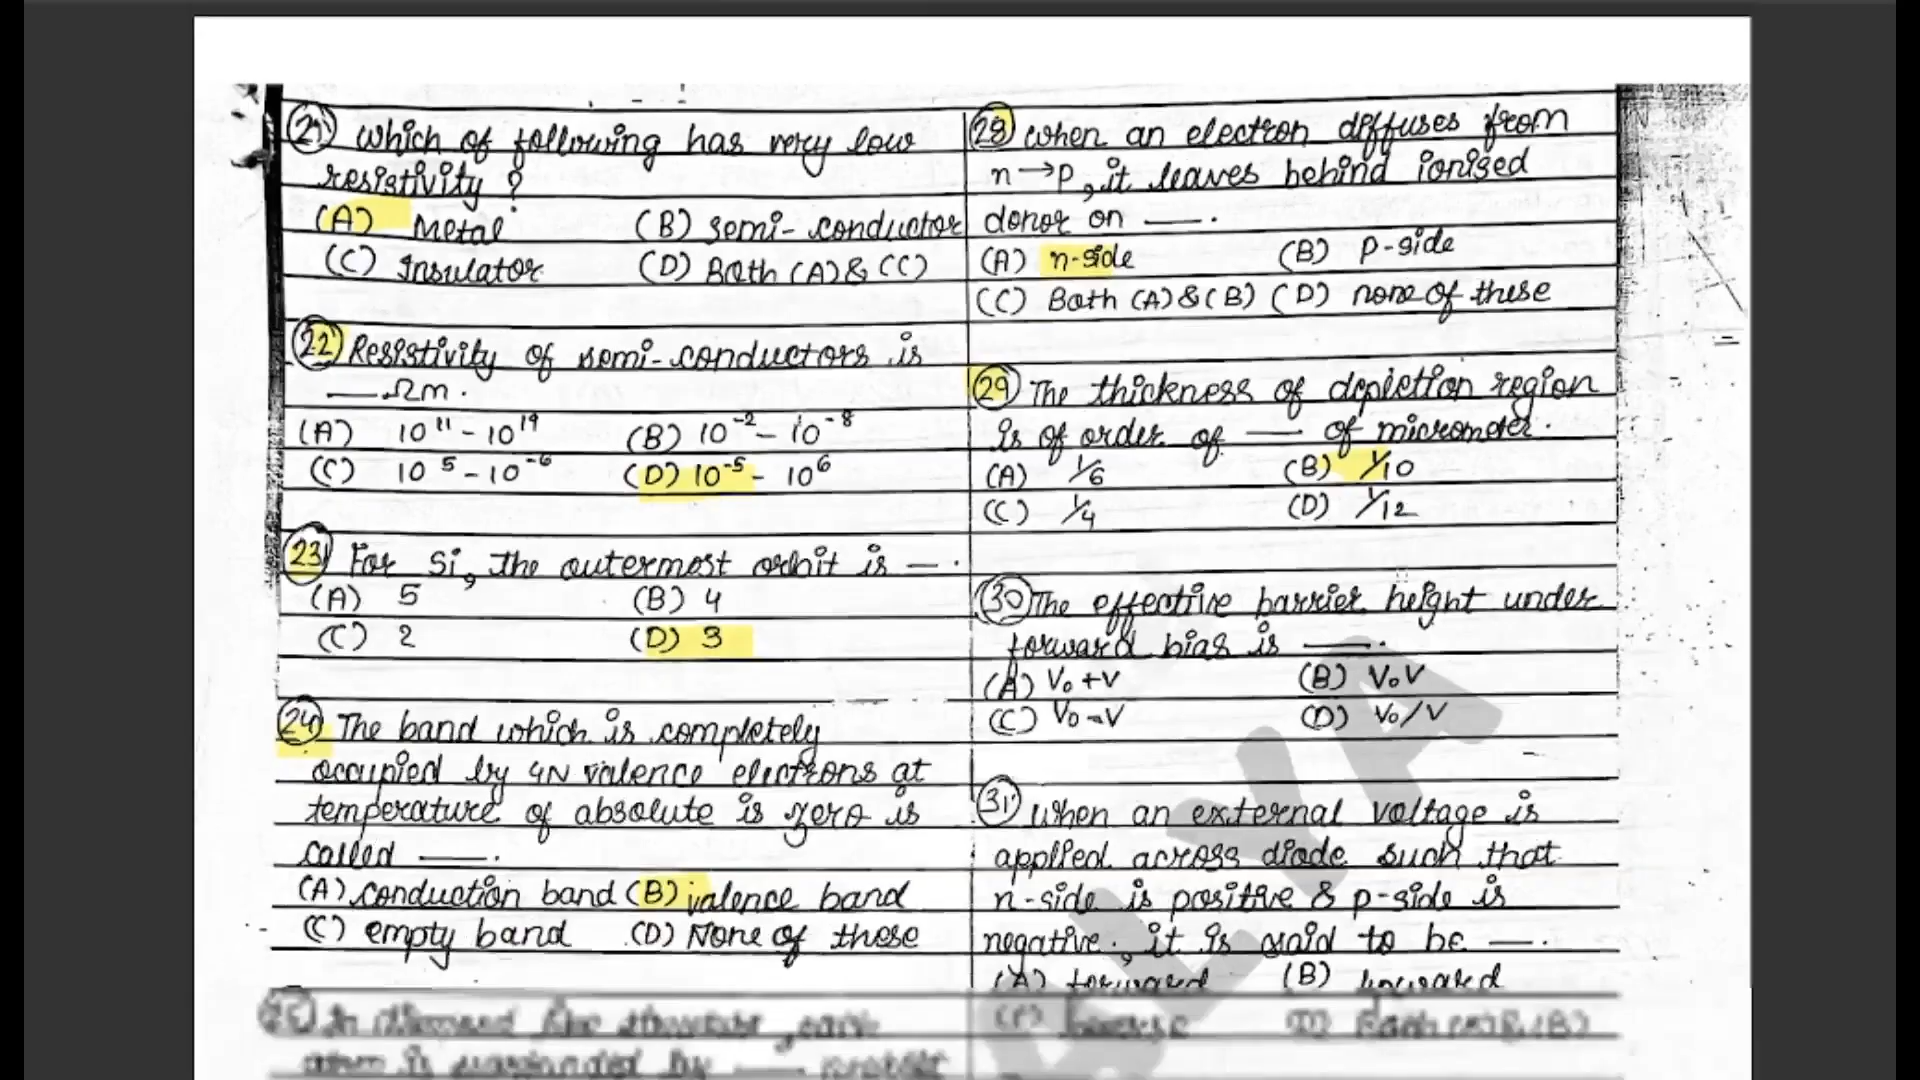 21) Which of following has very low
resistivity ?
(A) Metal (B) semi-conductor
(C) Insulator (D) Both (A) & (C)
22) Resistivity of semi-conductors is
— Ωm.
(A) 10¹¹ - 10¹⁹ (B) 10⁻² - 10⁻⁸
(C) 10⁵ - 10⁻⁶ (D) 10⁻⁵ - 10⁶
23) For Si, the outermost orbit is — .
(A) 5 (B) 4
(C) 2 (D) 3
24) The band which is completely
occupied by 4N valence electrons at
temperature of absolute is zero is
called — .
(A) conduction band (B) valence band
(C) empty band (D) None of these
28) When an electron diffuses from
n→p, it leaves behind ionised
donor on — .
(A) n-side (B) P-side
(C) Both (A) & (B) (D) none of these
29) The thickness of depletion region
is of order of — of micrometer.
(A) 1/6 (B) 1/10
(C) 1/4 (D) 1/12
30) The effective barrier height under
forward bias is — .
(A) V₀ + V (B) V₀V
(C) V₀ - V (D) V₀/V
31) When an external voltage is
applied across diode such that
n-side is positive & p-side is
negative, it is said to be — .
(A) forward (B)
(D) Both (A) & (B)